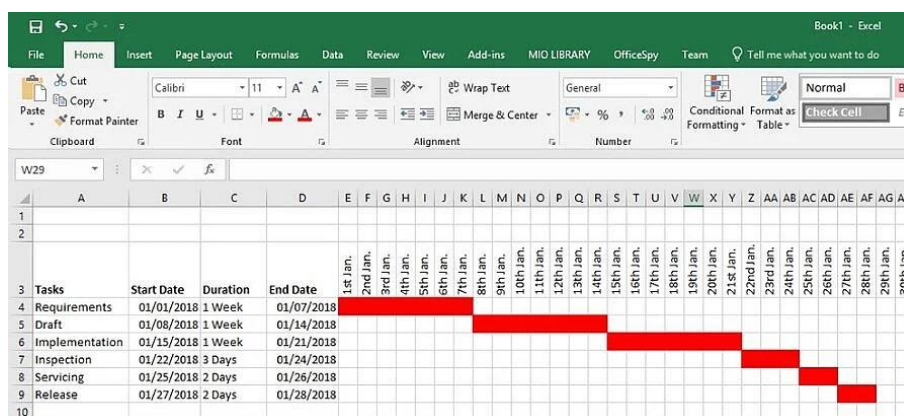 Book1 - Excel
File Home Insert Page Layout Formulas Data Review View Add-ins MIO LIBRARY OfficeSpy Team Tell me what you want to do
Paste
Cut
Copy
Format Painter
Clipboard
Calibri 11 A A
B I U A
Font
Wrap Text
Merge & Center
Alignment
General
% ,
Number
Conditional Formatting
Format as Table
Normal
Check Cell
W29 fx
A B C D E F G H I J K L M N O P Q R S T U V W X Y Z AA AB AC AD AE AF AG
1
2
3 Tasks Start Date Duration End Date 1st Jan. 2nd Jan. 3rd Jan. 4th Jan. 5th Jan. 6th Jan. 7th Jan. 8th Jan. 9th Jan. 10th Jan. 11th Jan. 12th Jan. 13th Jan. 14th Jan. 15th Jan. 16th Jan. 17th Jan. 18th Jan. 19th Jan. 20th Jan. 21st Jan. 22nd Jan. 23rd Jan. 24th Jan. 25th Jan. 26th Jan. 27th Jan. 28th Jan. 29th Jan.
4 Requirements 01/01/2018 1 Week 01/07/2018
5 Draft 01/08/2018 1 Week 01/14/2018
6 Implementation 01/15/2018 1 Week 01/21/2018
7 Inspection 01/22/2018 3 Days 01/24/2018
8 Servicing 01/25/2018 2 Days 01/26/2018
9 Release 01/27/2018 2 Days 01/28/2018
10